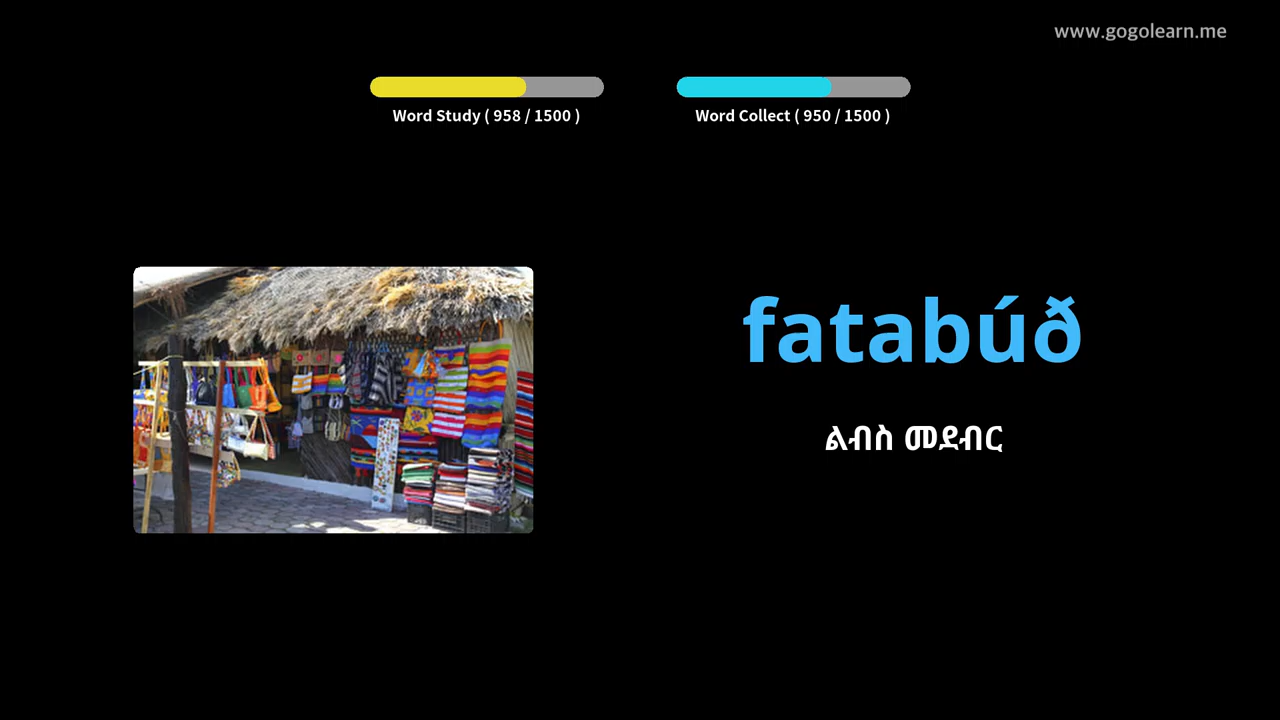 www.gogolearn.me
Word Study ( 958 / 1500 )
Word Collect ( 950 / 1500 )
fatabúð
ልብስ መደብር